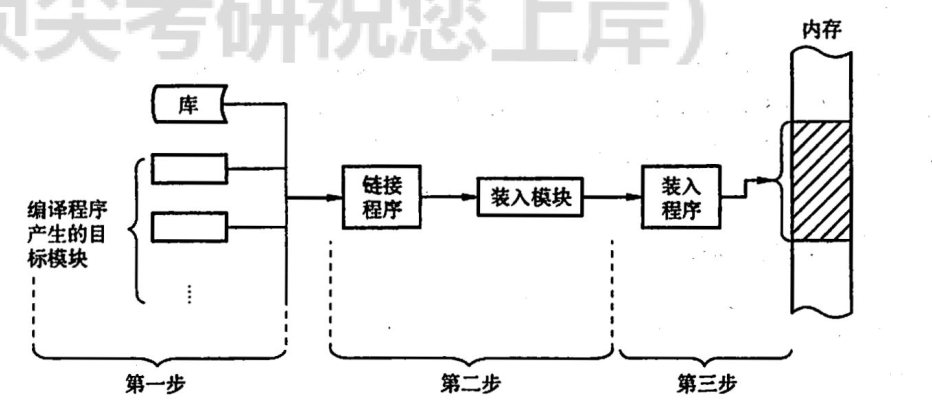 顶尖考研祝您上岸）
内存
库
编译程序
产生的目
标模块
链接
程序
装入模块
装入
程序
第一步
第二步
第三步